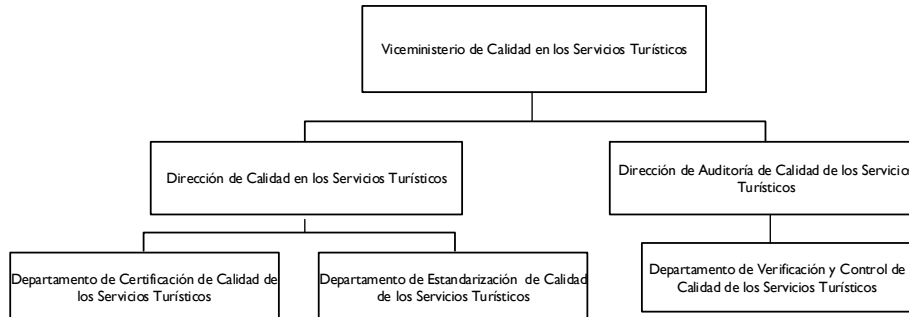 Viceministerio de Calidad en los Servicios Turísticos
Dirección de Calidad en los Servicios Turísticos
Dirección de Auditoría de Calidad de los Servicios
Turísticos
Departamento de Certificación de Calidad de
los Servicios Turísticos
Departamento de Estandarización de Calidad
de los Servicios Turísticos
Departamento de Verificación y Control de
Calidad de los Servicios Turísticos